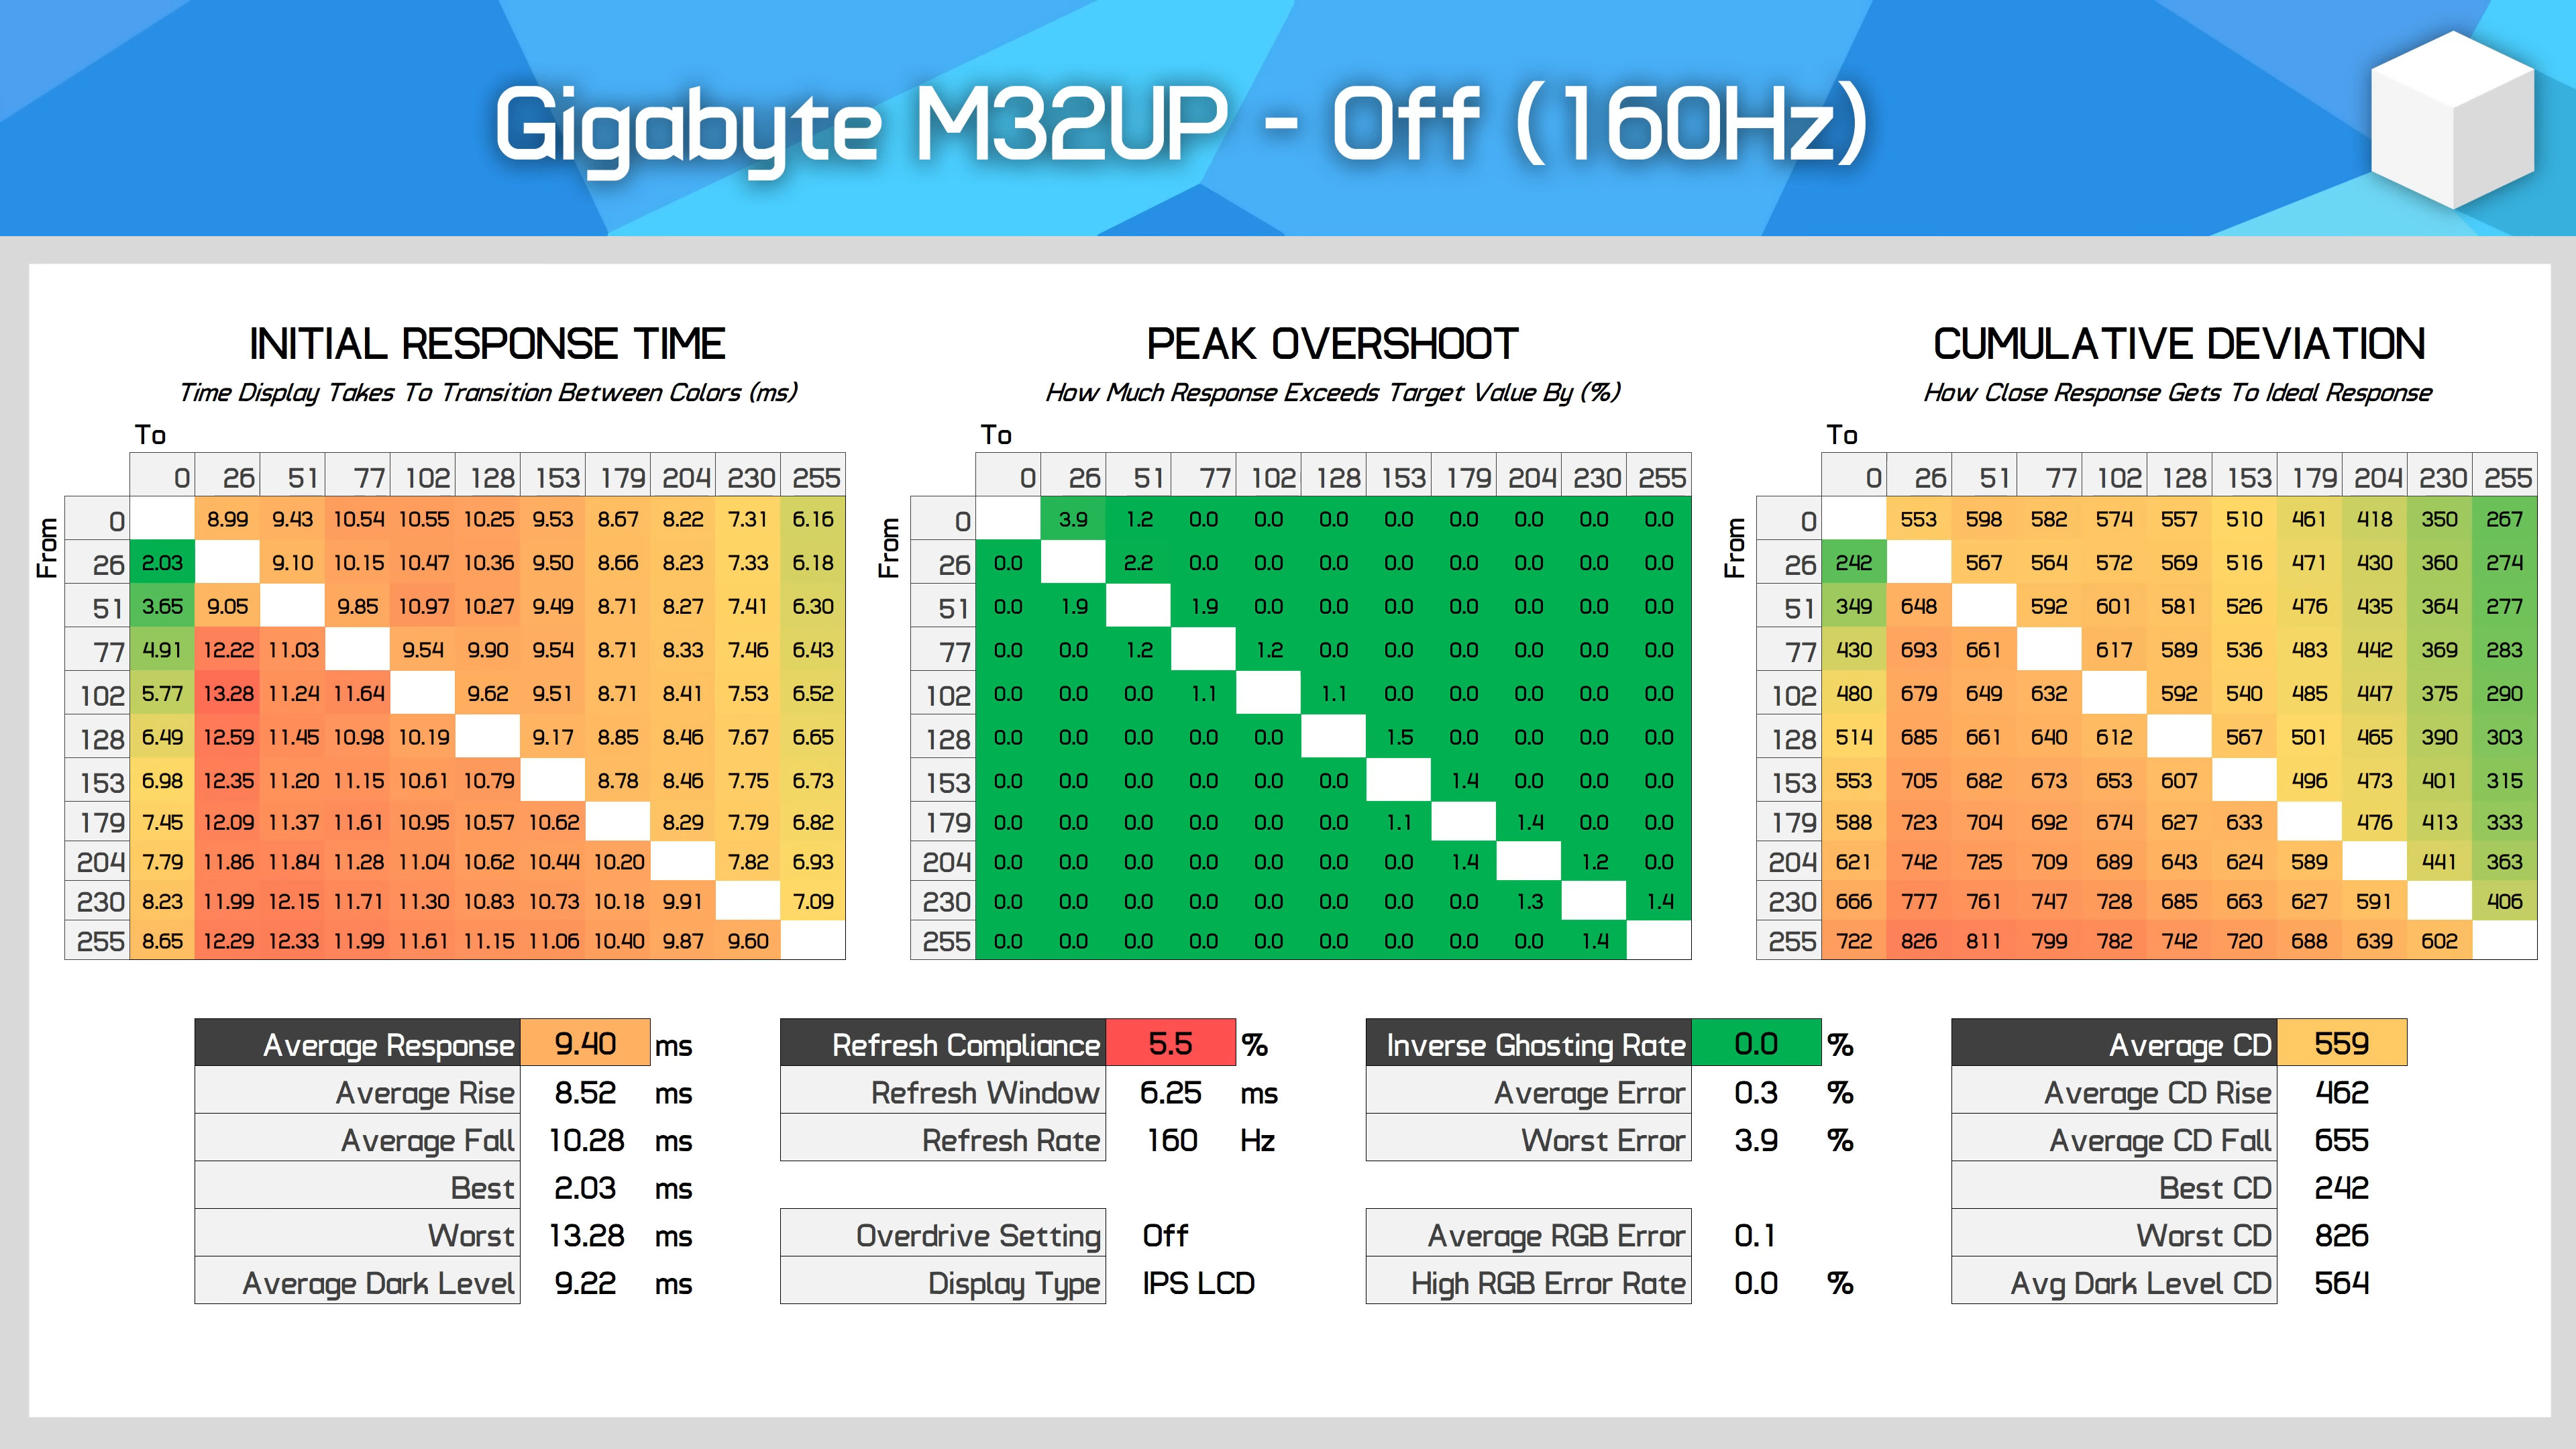 Gigabyte M32UP - Off (160Hz)
INITIAL RESPONSE TIME
Time Display Takes To Transition Between Colors (ms)
To
From
0 26 51 77 102 128 153 179 204 230 255
0 8.99 9.43 10.54 10.55 10.25 9.53 8.67 8.22 7.31 6.16
26 2.03 9.10 10.15 10.47 10.36 9.50 8.66 8.23 7.33 6.18
51 3.65 9.05 9.85 10.97 10.27 9.49 8.71 8.27 7.41 6.30
77 4.91 12.22 11.03 9.54 9.90 9.54 8.71 8.33 7.46 6.43
102 5.77 13.28 11.24 11.64 9.62 9.51 8.71 8.41 7.53 6.52
128 6.49 12.59 11.45 10.98 10.19 9.17 8.85 8.46 7.67 6.65
153 6.98 12.35 11.20 11.15 10.61 10.79 8.78 8.46 7.75 6.73
179 7.45 12.09 11.37 11.61 10.95 10.57 10.62 8.29 7.79 6.82
204 7.79 11.86 11.84 11.28 11.04 10.62 10.44 10.20 7.82 6.93
230 8.23 11.99 12.15 11.71 11.30 10.83 10.73 10.18 9.91 7.09
255 8.65 12.29 12.33 11.99 11.61 11.15 11.06 10.40 9.87 9.60
PEAK OVERSHOOT
How Much Response Exceeds Target Value By (%)
To
From
0 26 51 77 102 128 153 179 204 230 255
0 3.9 1.2 0.0 0.0 0.0 0.0 0.0 0.0 0.0 0.0
26 0.0 2.2 0.0 0.0 0.0 0.0 0.0 0.0 0.0 0.0
51 0.0 1.9 1.9 0.0 0.0 0.0 0.0 0.0 0.0 0.0
77 0.0 0.0 1.2 1.2 0.0 0.0 0.0 0.0 0.0 0.0
102 0.0 0.0 0.0 1.1 1.1 0.0 0.0 0.0 0.0 0.0
128 0.0 0.0 0.0 0.0 0.0 1.5 0.0 0.0 0.0 0.0
153 0.0 0.0 0.0 0.0 0.0 0.0 1.4 0.0 0.0 0.0
179 0.0 0.0 0.0 0.0 0.0 0.0 1.1 1.4 0.0 0.0
204 0.0 0.0 0.0 0.0 0.0 0.0 0.0 1.4 1.2 0.0
230 0.0 0.0 0.0 0.0 0.0 0.0 0.0 0.0 1.3 1.4
255 0.0 0.0 0.0 0.0 0.0 0.0 0.0 0.0 0.0 1.4
CUMULATIVE DEVIATION
How Close Response Gets To Ideal Response
To
From
0 26 51 77 102 128 153 179 204 230 255
0 553 598 582 574 557 510 461 418 350 267
26 242 567 564 572 569 516 471 430 360 274
51 349 648 592 601 581 526 476 435 364 277
77 430 693 661 617 589 536 483 442 369 283
102 480 679 649 632 592 540 485 447 375 290
128 514 685 661 640 612 567 501 465 390 303
153 553 705 682 673 653 607 496 473 401 315
179 588 723 704 692 674 627 633 476 413 333
204 621 742 725 709 689 643 624 589 441 363
230 666 777 761 747 728 685 663 627 591 406
255 722 826 811 799 782 742 720 688 639 602
Average Response 9.40 ms
Average Rise 8.52 ms
Average Fall 10.28 ms
Best 2.03 ms
Worst 13.28 ms
Average Dark Level 9.22 ms
Refresh Compliance 5.5 %
Refresh Window 6.25 ms
Refresh Rate 160 Hz
Overdrive Setting Off
Display Type IPS LCD
Inverse Ghosting Rate 0.0 %
Average Error 0.3 %
Worst Error 3.9 %
Average RGB Error 0.1
High RGB Error Rate 0.0 %
Average CD 559
Average CD Rise 462
Average CD Fall 655
Best CD 242
Worst CD 826
Avg Dark Level CD 564